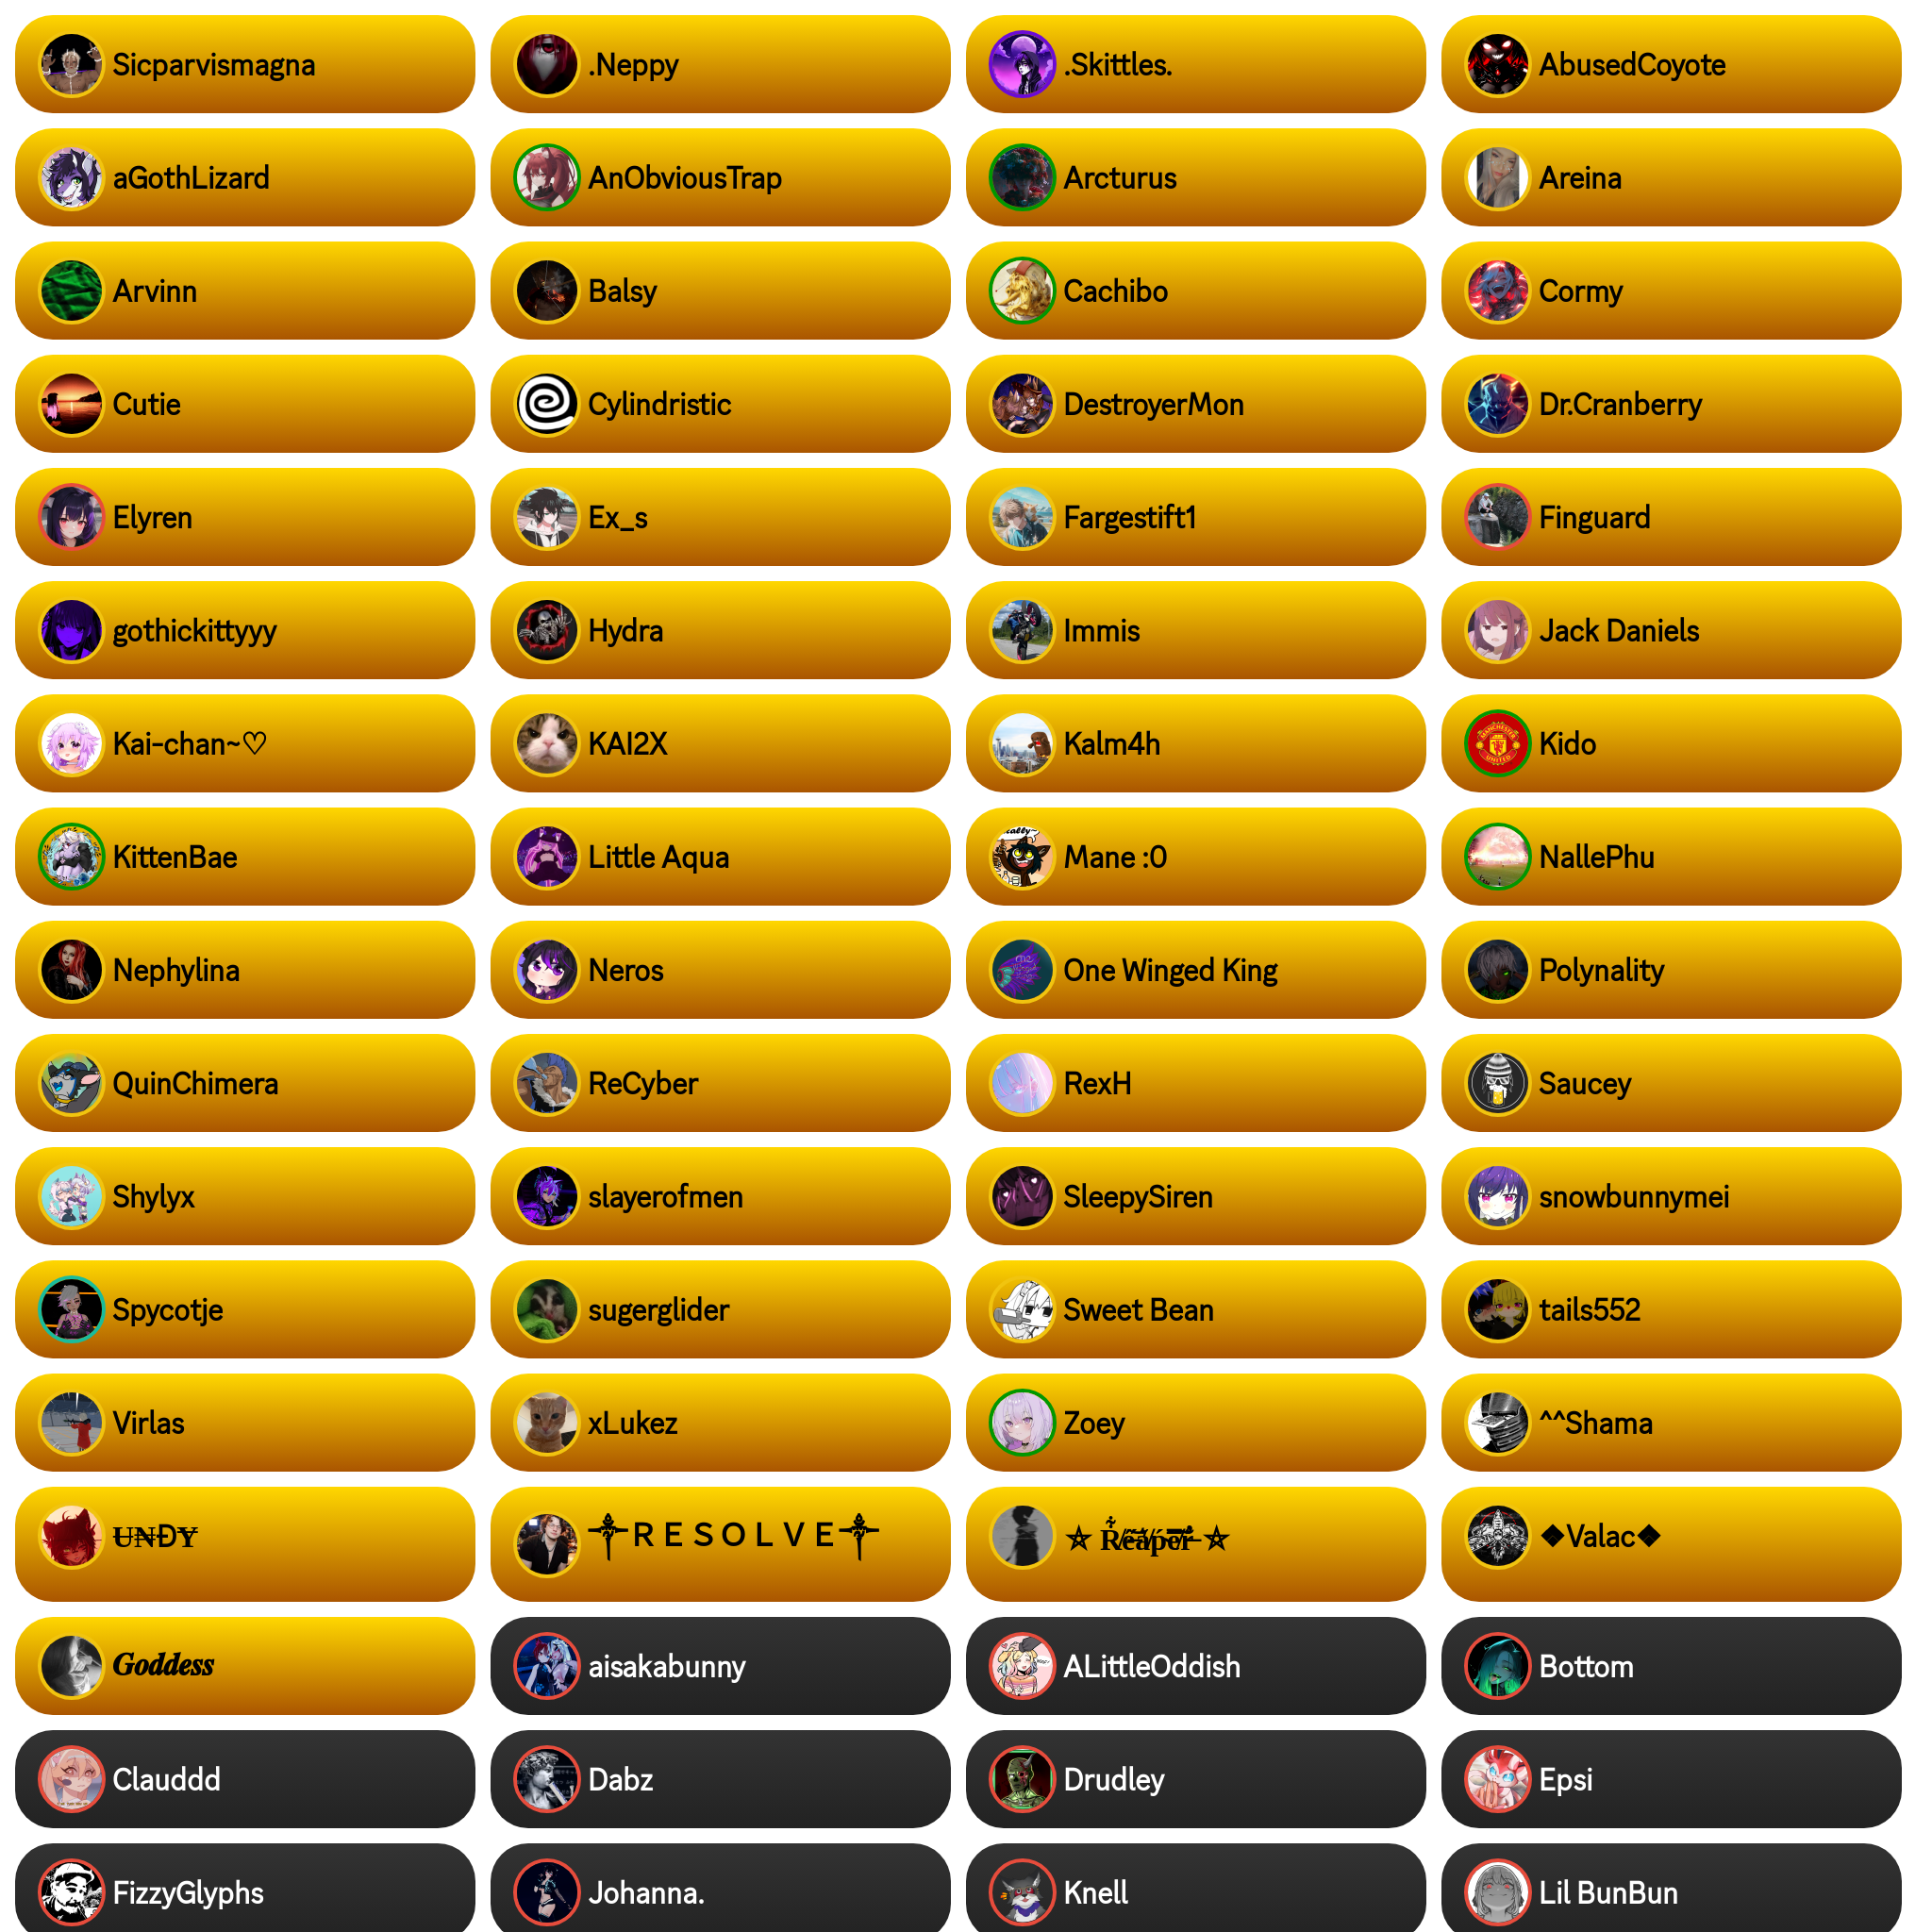 Sicparvismagna
.Neppy
.Skittles.
AbusedCoyote
aGothLizard
AnObviousTrap
Arcturus
Areina
Arvinn
Balsy
Cachibo
Cormy
Cutie
Cylindristic
DestroyerMon
Dr.Cranberry
Elyren
Ex_s
Fargestift1
Finguard
gothickittyyy
Hydra
Immis
Jack Daniels
Kai-chan~♡
KAI2X
Kalm4h
MANCHESTER
UNITED
Kido
KittenBae
Little Aqua
Mane :0
NallePhu
Nephylina
Neros
One Winged King
Polynality
QuinChimera
ReCyber
RexH
Saucey
Shylyx
slayerofmen
SleepySiren
snowbunnymei
Spycotje
sugerglider
Sweet Bean
tails552
Virlas
xLukez
Zoey
^^Shama
U̶N̶ĐY̶
⸸ＲＥＳＯＬＶＥ⸸
⛤ R̸e̸a̸p̸e̸r̸ ⛤
◆Valac◆
𝑮𝒐𝒅𝒅𝒆𝒔𝒔
aisakabunny
ALittleOddish
Bottom
Clauddd
Dabz
Drudley
Epsi
FizzyGlyphs
Johanna.
Knell
Lil BunBun